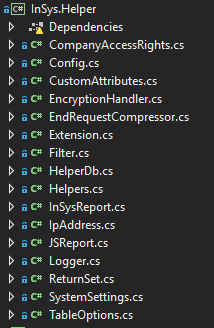 InSys.Helper
Dependencies
C# CompanyAccessRights.cs
C# Config.cs
C# CustomAttributes.cs
C# EncryptionHandler.cs
C# EndRequestCompressor.cs
C# Extension.cs
C# Filter.cs
C# HelperDb.cs
C# Helpers.cs
C# InSysReport.cs
C# IpAddress.cs
C# JSReport.cs
C# Logger.cs
C# ReturnSet.cs
C# SystemSettings.cs
C# TableOptions.cs